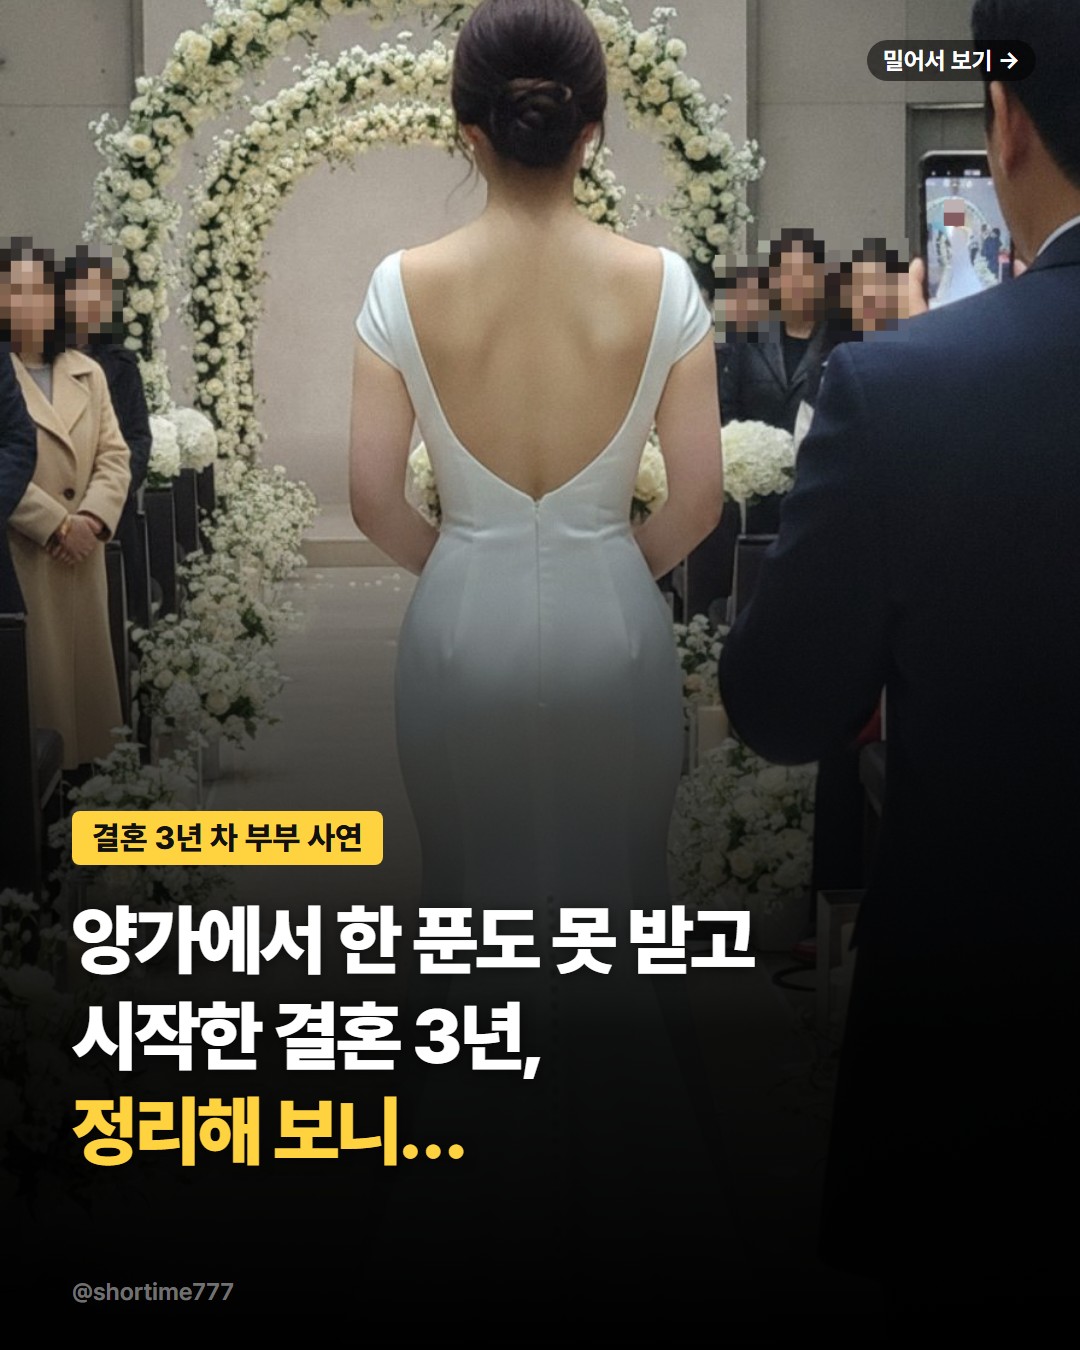 밀어서 보기 →
결혼 3년 차 부부 사연
양가에서 한 푼도 못 받고
시작한 결혼 3년,
정리해 보니...
@shortime777